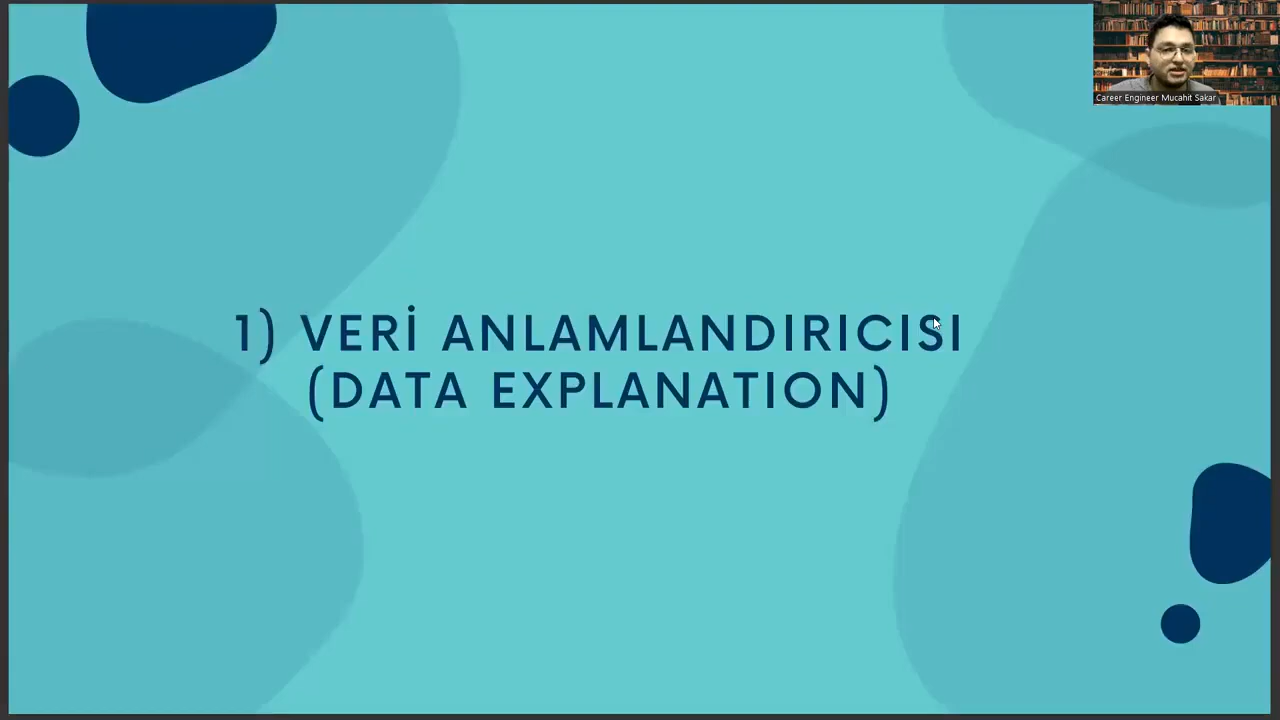 Career Engineer Mucahit Sakar
1) VERİ ANLAMLANDIRICISI
(DATA EXPLANATION)